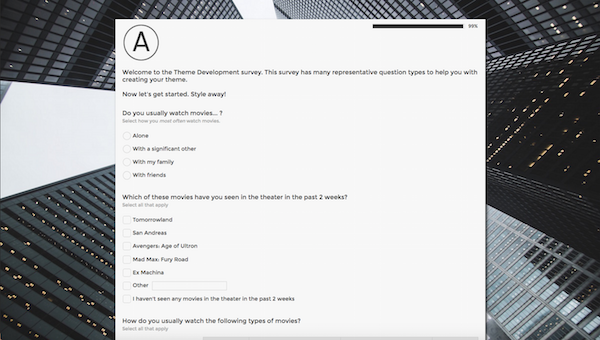 A
99%
Welcome to the Theme Development survey. This survey has many representative question types to help you with
creating your theme.
Now let's get started. Style away!
Do you usually watch movies... ?
Select how you most often watch movies.
Alone
With a significant other
With my family
With friends
Which of these movies have you seen in the theater in the past 2 weeks?
Select all that apply
Tomorrowland
San Andreas
Avengers: Age of Ultron
Mad Max: Fury Road
Ex Machina
Other
I haven't seen any movies in the theater in the past 2 weeks
How do you usually watch the following types of movies?
Select all that apply